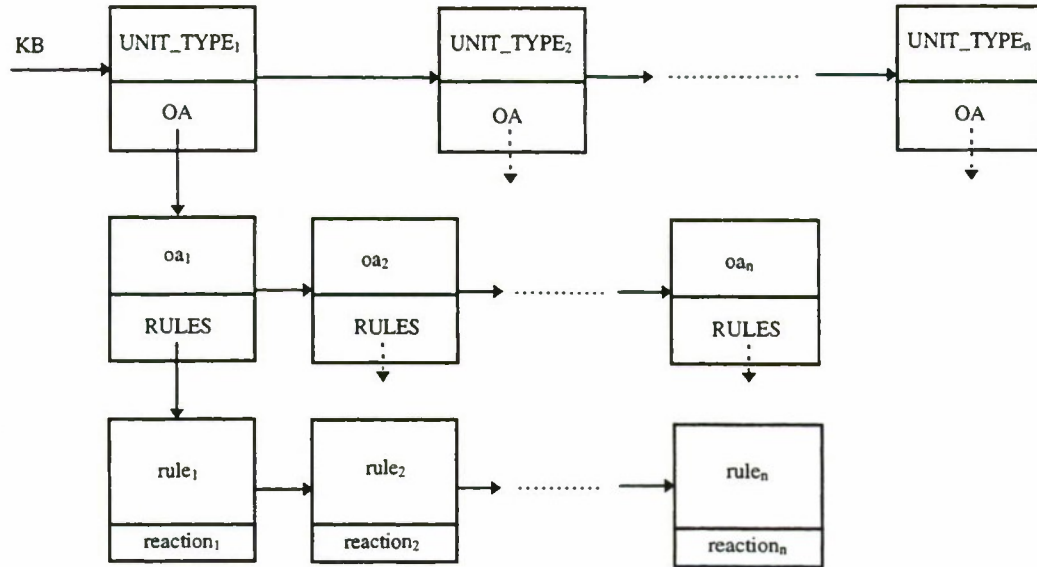 KB
UNIT_TYPE₁
UNIT_TYPE₂
UNIT_TYPEₙ
OA
OA
OA
oa₁
oa₂
oaₙ
RULES
RULES
RULES
rule₁
rule₂
ruleₙ
reaction₁
reaction₂
reactionₙ